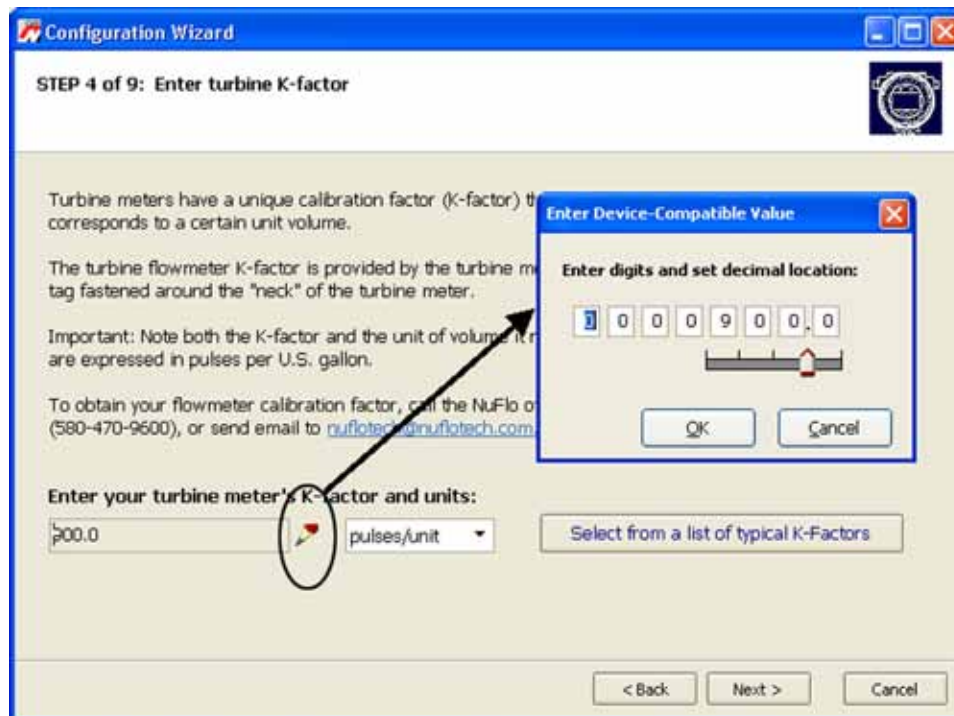 Configuration Wizard
STEP 4 of 9: Enter turbine K-factor
Turbine meters have a unique calibration factor (K-factor)
corresponds to a certain unit volume.
The turbine flowmeter K-factor is provided by the turbine
tag fastened around the "neck" of the turbine meter.
Important: Note both the K-factor and the unit of volume it
are expressed in pulses per U.S. gallon.
To obtain your flowmeter calibration factor, call the NuFlo
(580-470-9600), or send email to nuflotech@nuflotech.com.
Enter Device-Compatible Value
Enter digits and set decimal location:
0 0 0 0 9 0 0.0
OK
Cancel
Enter your turbine meter's K-factor and units:
900.0
pulses/unit
Select from a list of typical K-Factors
< Back
Next >
Cancel